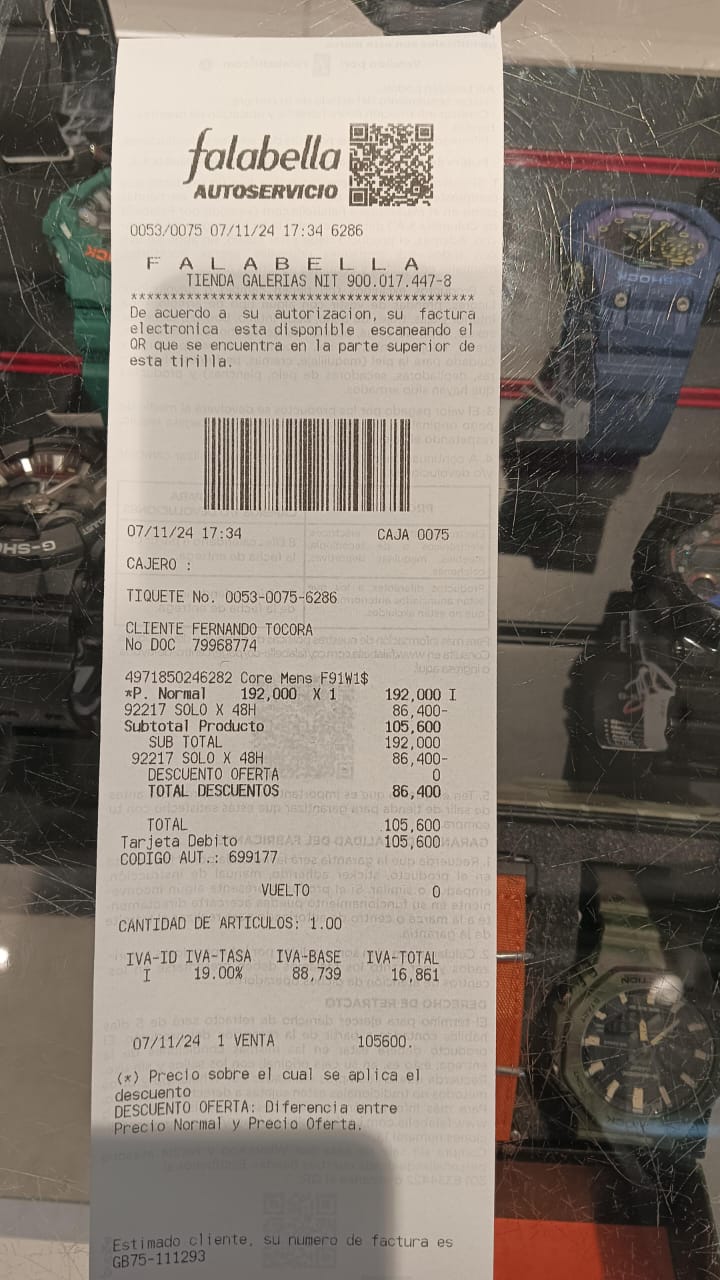 falabella
AUTOSERVICIO
0053/0075 07/11/24 17:34 6286
F A L A B E L L A
TIENDA GALERIAS NIT 900.017.447-8
***********************************************
De acuerdo a su autorizacion, su factura
electronica esta disponible escaneando el
QR que se encuentra en la parte superior de
esta tirilla.
07/11/24 17:34 CAJA 0075
CAJERO :
TIQUETE No. 0053-0075-6286
CLIENTE FERNANDO TOCORA
No DOC 79968774
4971850246282 Core Mens F91W1$
*P. Normal 192,000 X 1 192,000 I
92217 SOLO X 48H 86,400-
Subtotal Producto 105,600
SUB TOTAL 192,000
92217 SOLO X 48H 86,400-
DESCUENTO OFERTA 0
TOTAL DESCUENTOS 86,400
TOTAL 105,600
Tarjeta Debito 105,600
CODIGO AUT.: 699177
VUELTO 0
CANTIDAD DE ARTICULOS: 1.00
IVA-ID IVA-TASA IVA-BASE IVA-TOTAL
I 19.00% 88,739 16,861
07/11/24 1 VENTA 105600.
(*) Precio sobre el cual se aplica el
descuento
DESCUENTO OFERTA: Diferencia entre
Precio Normal y Precio Oferta.
Estimado cliente, su numero de factura es
GB75-111293
G-SHOCK
G-SHOCK